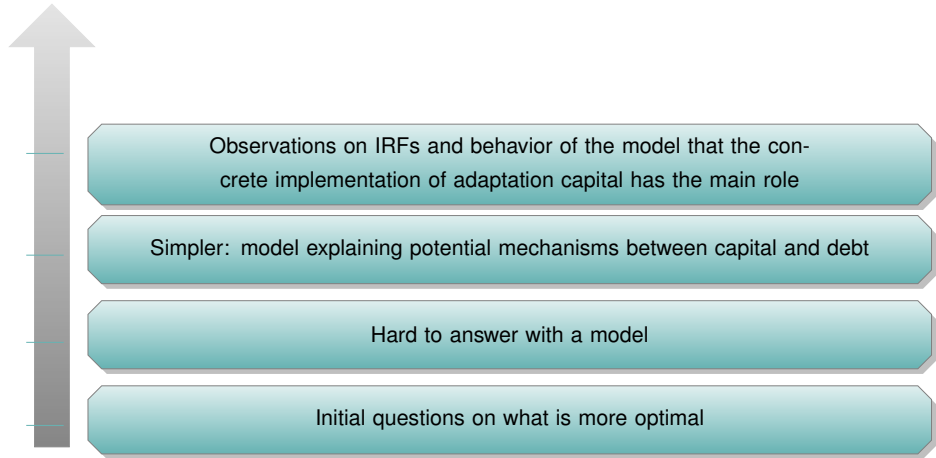 Observations on IRFs and behavior of the model that the con-
crete implementation of adaptation capital has the main role
Simpler: model explaining potential mechanisms between capital and debt
Hard to answer with a model
Initial questions on what is more optimal